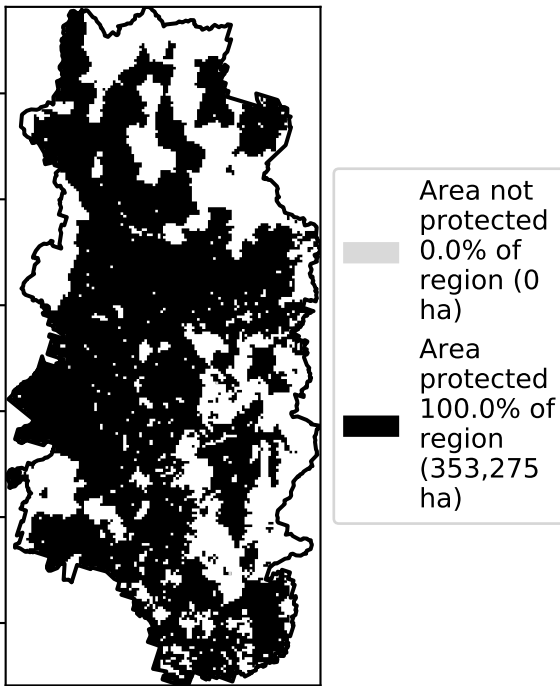 Area not
protected
0.0% of
region (0
ha)
Area
protected
100.0% of
region
(353,275
ha)